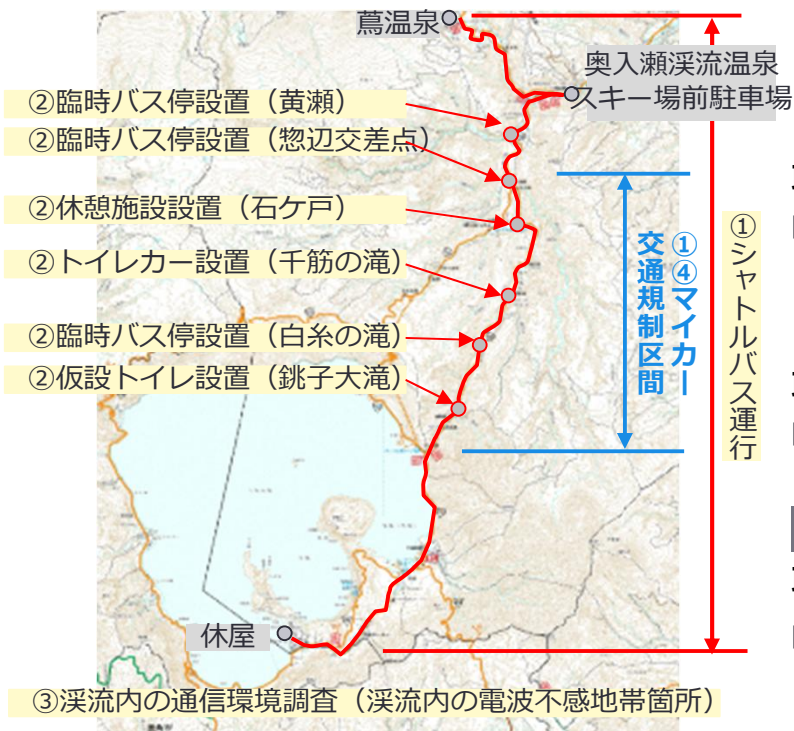 蔦温泉
奥入瀬渓流温泉
スキー場前駐車場
②臨時バス停設置（黄瀬）
②臨時バス停設置（惣辺交差点）
②休憩施設設置（石ケ戸）
②トイレカー設置（千筋の滝）
②臨時バス停設置（白糸の滝）
②仮設トイレ設置（銚子大滝）
①④マイカー
交通規制区間
①シャトルバス運行
休屋
③渓流内の通信環境調査（渓流内の電波不感地帯箇所）